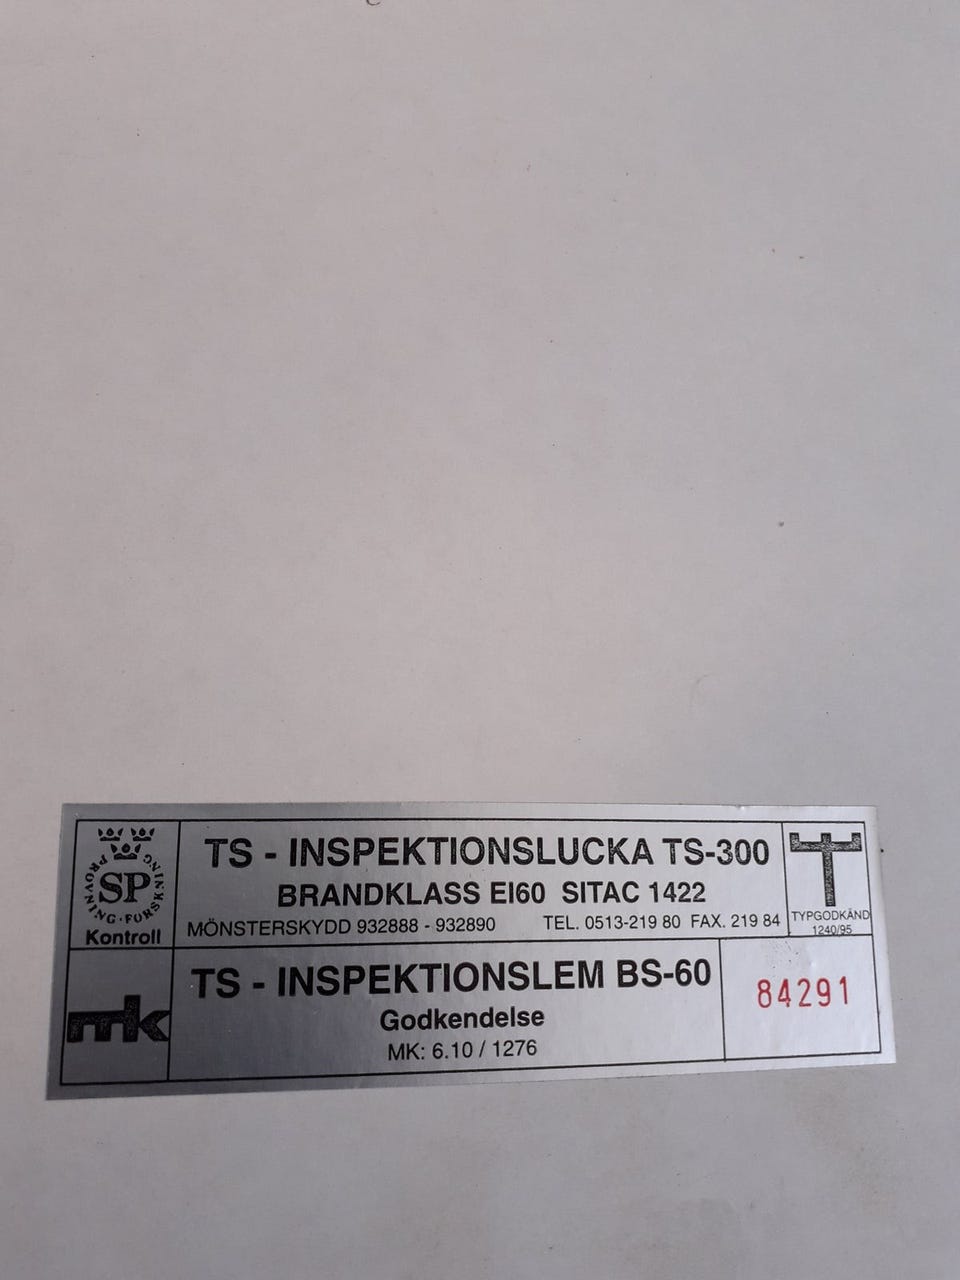 PROVNING · FORSKNING
SP
Kontroll
TS - INSPEKTIONSLUCKA TS-300
BRANDKLASS EI60 SITAC 1422
MÖNSTERSKYDD 932888 - 932890 TEL. 0513-219 80 FAX. 219 84
TYPGODKÄND
1240/95
mk
TS - INSPEKTIONSLEM BS-60
Godkendelse
MK: 6.10 / 1276
84291